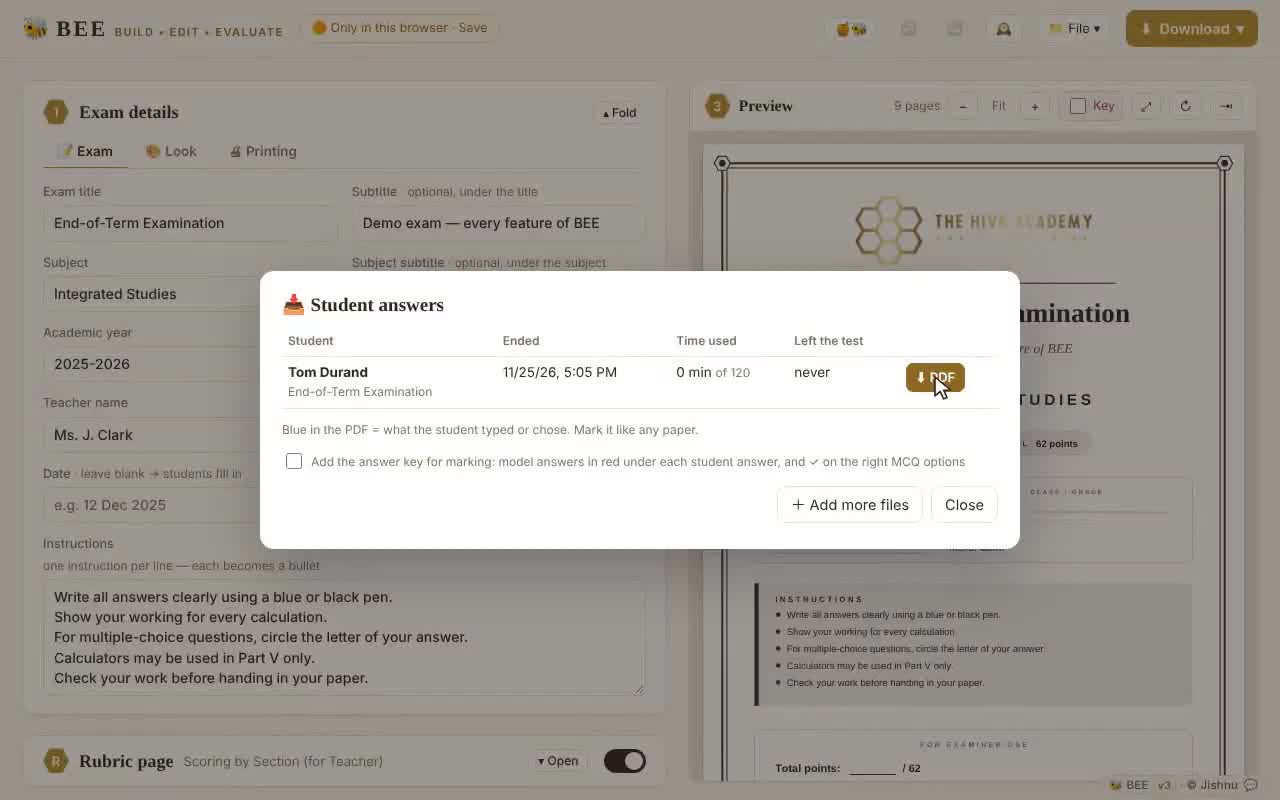 BEE BUILD • EDIT • EVALUATE
Only in this browser · Save
File ▾
Download ▾
1 Exam details
▴ Fold
Exam
Look
Printing
Exam title
End-of-Term Examination
Subtitle optional, under the title
Demo exam — every feature of BEE
Subject
Integrated Studies
Subject subtitle · optional, under the subject
Academic year
2025-2026
Teacher name
Ms. J. Clark
Date · leave blank → students fill in
e.g. 12 Dec 2025
Instructions
one instruction per line — each becomes a bullet
Write all answers clearly using a blue or black pen.
Show your working for every calculation.
For multiple-choice questions, circle the letter of your answer.
Calculators may be used in Part V only.
Check your work before handing in your paper.
R Rubric page Scoring by Section (for Teacher)
▾ Open
Student answers
Student Ended Time used Left the test
Tom Durand 11/25/26, 5:05 PM 0 min of 120 never
⬇ PDF
End-of-Term Examination
Blue in the PDF = what the student typed or chose. Mark it like any paper.
Add the answer key for marking: model answers in red under each student answer, and ✓ on the right MCQ options
+ Add more files
Close
3 Preview
9 pages − Fit + Key
THE HIVE ACADEMY
amination
re of BEE
TUDIES
62 points
CLASS / GRADE
INSTRUCTIONS
Write all answers clearly using a blue or black pen.
Show your working for every calculation.
For multiple-choice questions, circle the letter of your answer.
Calculators may be used in Part V only.
Check your work before handing in your paper.
FOR EXAMINER USE
Total points: / 62
BEE v3 · © Jishnu